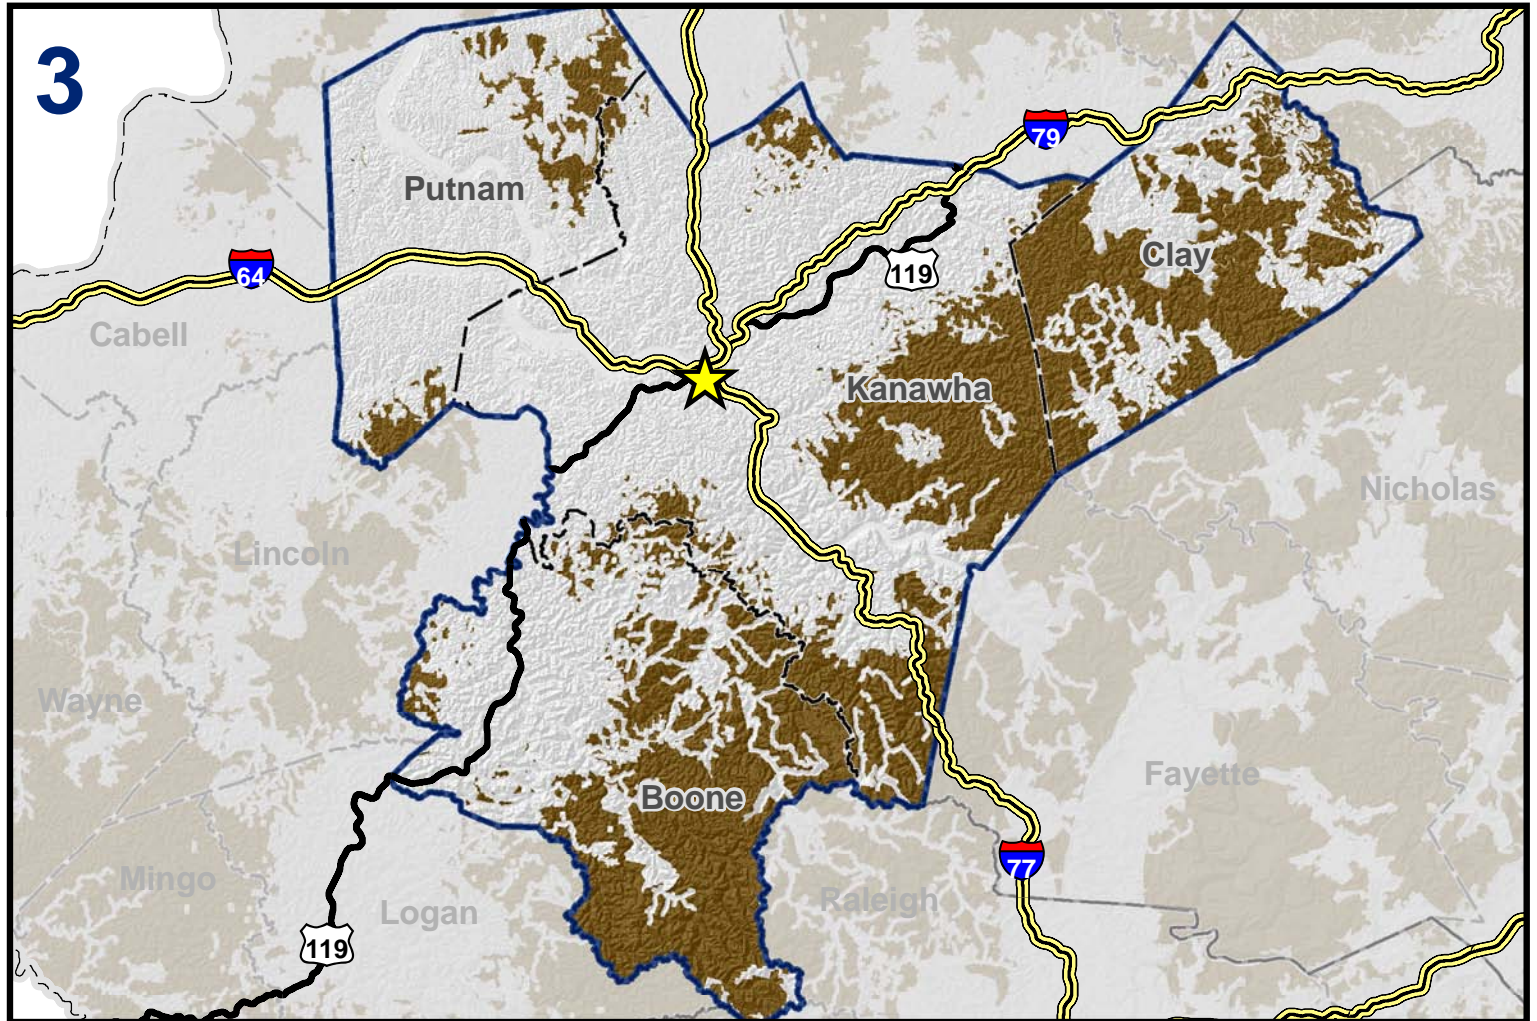 3
79
Putnam
Clay
64
119
Cabell
Kanawha
Nicholas
Lincoln
Wayne
Fayette
Boone
77
Mingo
Raleigh
Logan
119